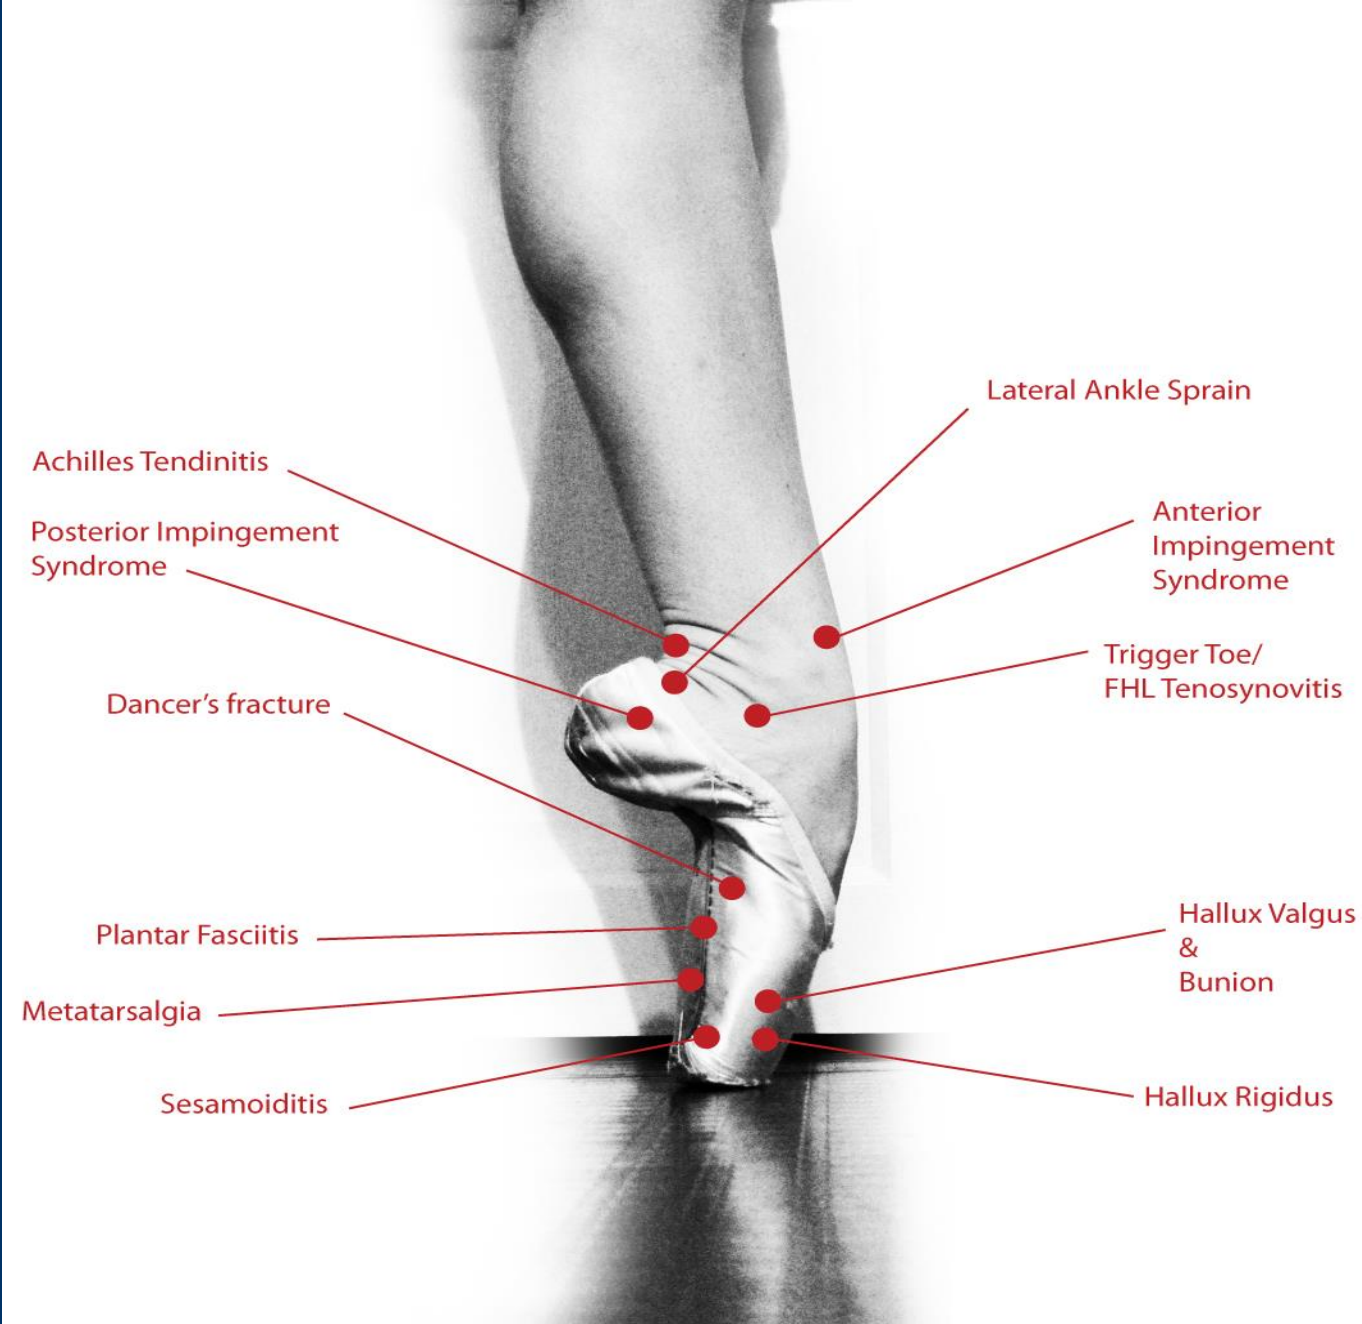 Lateral Ankle Sprain
Achilles Tendinitis
Posterior Impingement
Syndrome
Anterior
Impingement
Syndrome
Trigger Toe/
FHL Tenosynovitis
Dancer’s fracture
Plantar Fasciitis
Hallux Valgus
&
Bunion
Metatarsalgia
Sesamoiditis
Hallux Rigidus